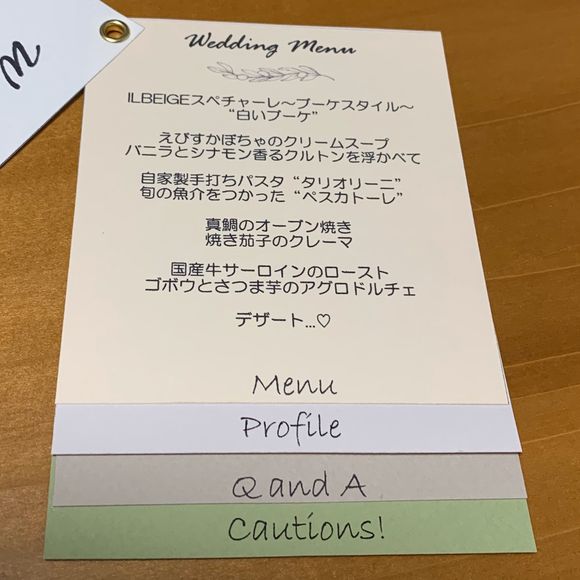 m
Wedding Menu
ILBEIGEスペチャーレ～ブーケスタイル～
“白いブーケ”
えびすかぼちゃのクリームスープ
バニラとシナモン香るクルトンを浮かべて
自家製手打ちパスタ“タリオリーニ”
旬の魚介をつかった“ペスカトーレ”
真鯛のオーブン焼き
焼き茄子のクレーマ
国産牛サーロインのロースト
ゴボウとさつま芋のアグロドルチェ
デザート...♡
Menu
Profile
Q and A
Cautions!